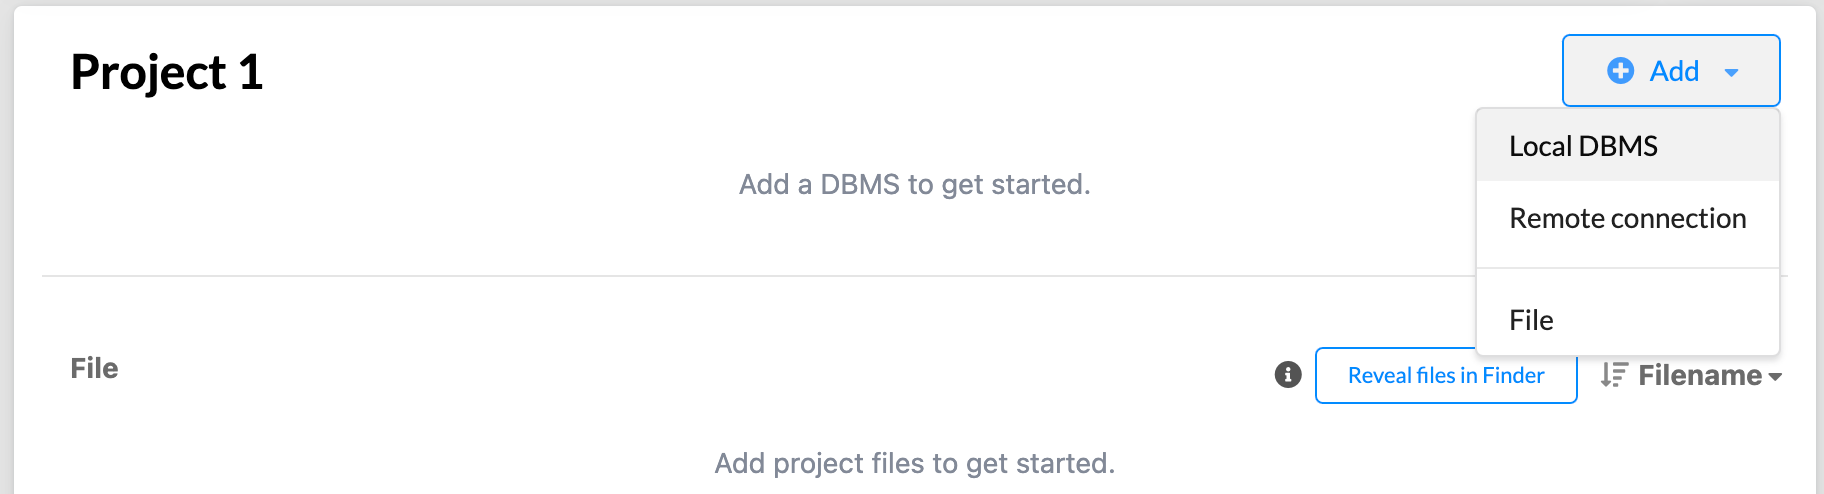 Project 1
Add
Local DBMS
Add a DBMS to get started.
Remote connection
File
File
Reveal files in Finder
Filename
Add project files to get started.